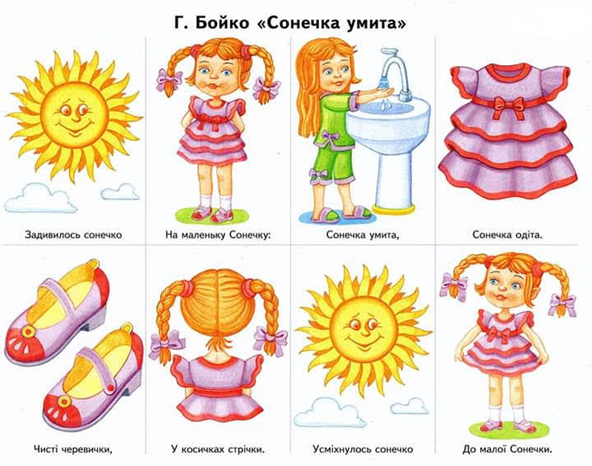 Г. Бойко «Сонечка умита»
Задивилось сонечко
На маленьку Сонечку:
Сонечка умита,
Сонечка одіта.
Чисті черевички,
У косичках стрічки.
Усміхнулось сонечко
До малої Сонечки.